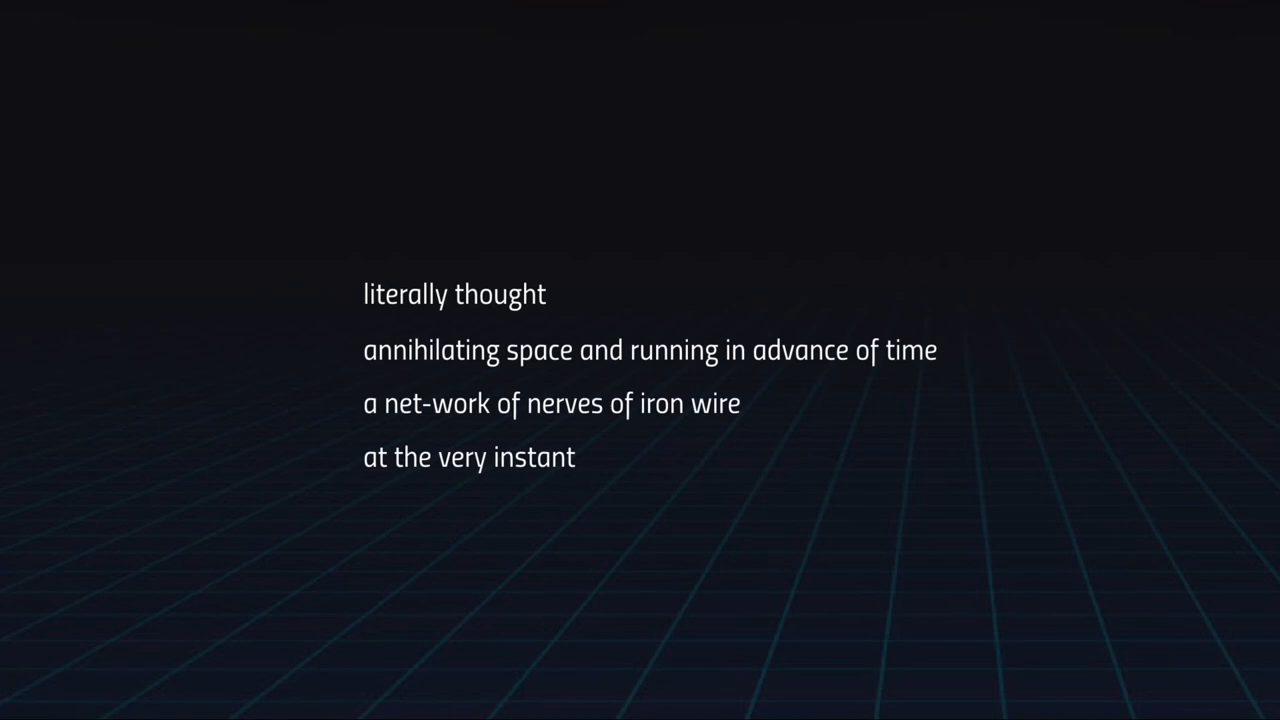 literally thought
annihilating space and running in advance of time
a net-work of nerves of iron wire
at the very instant